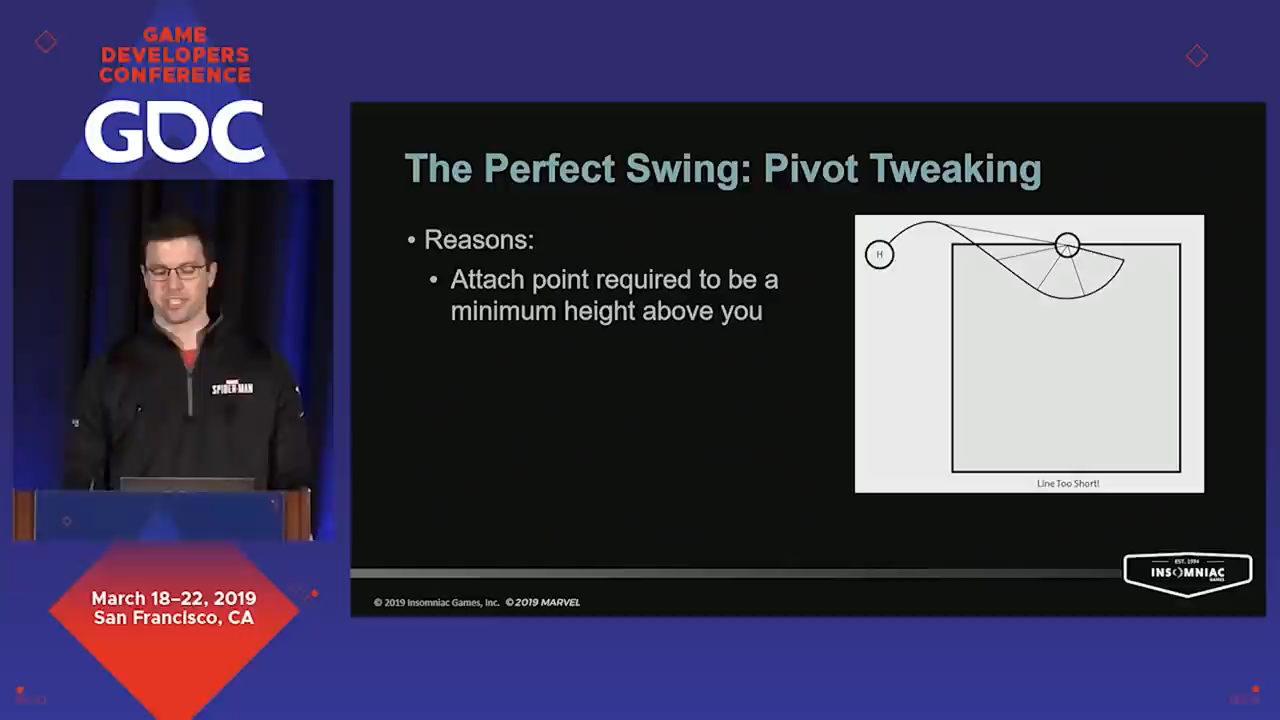 GAME
DEVELOPERS
CONFERENCE
GDC
MARVEL
SPIDER-MAN
March 18–22, 2019
San Francisco, CA
The Perfect Swing: Pivot Tweaking
• Reasons:
• Attach point required to be a
minimum height above you
H
Line Too Short!
EST. 1994
INSOMNIAC
GAMES
© 2019 Insomniac Games, Inc. © 2019 MARVEL